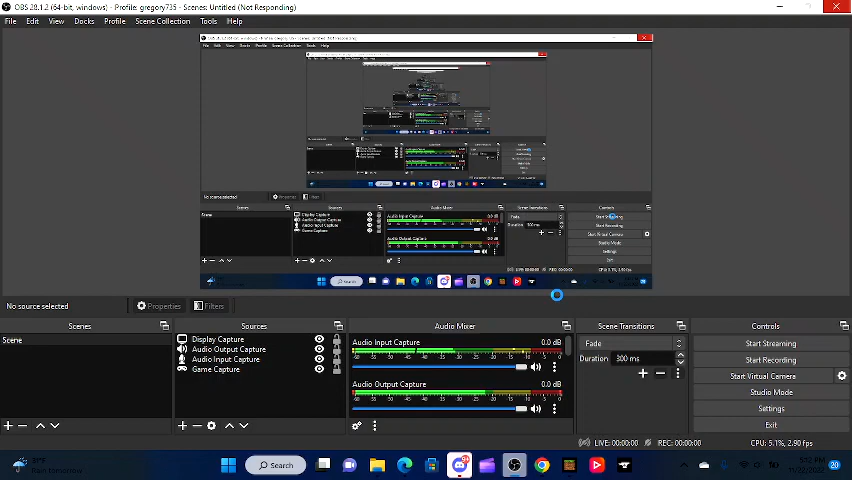 OBS 28.1.2 (64-bit, windows) - Profile: gregory735 - Scenes: Untitled (Not Responding)
File Edit View Docks Profile Scene Collection Tools Help
No source selected Properties Filters
Scenes
Scene
Sources
Display Capture
Audio Output Capture
Audio Input Capture
Game Capture
Audio Mixer
Audio Input Capture 0.0 dB
Audio Output Capture 0.0 dB
Scene Transitions
Fade
Duration 300 ms
Controls
Start Streaming
Start Recording
Start Virtual Camera
Studio Mode
Settings
Exit
LIVE: 00:00:00 REC: 00:00:00 CPU: 5.1%, 2.90 fps
Search
20